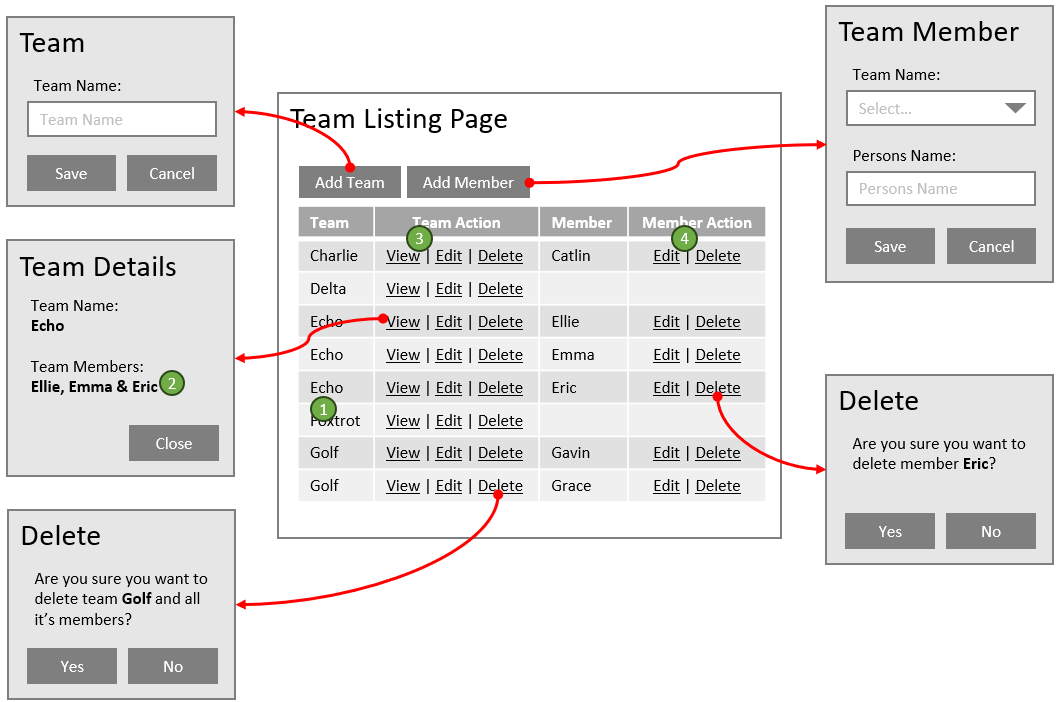 Team
Team Name:
Team Name
Save Cancel
Team Details
Team Name:
Echo
Team Members:
Ellie, Emma & Eric
2
Close
Delete
Are you sure you want to
delete team Golf and all
it's members?
Yes No
Team Listing Page
Add Team Add Member
Team Team Action Member Member Action
3 4
Charlie View | Edit | Delete Catlin Edit | Delete
Delta View | Edit | Delete
Echo View | Edit | Delete Ellie Edit | Delete
Echo View | Edit | Delete Emma Edit | Delete
Echo View | Edit | Delete Eric Edit | Delete
1
Foxtrot View | Edit | Delete
Golf View | Edit | Delete Gavin Edit | Delete
Golf View | Edit | Delete Grace Edit | Delete
Team Member
Team Name:
Select...
Persons Name:
Persons Name
Save Cancel
Delete
Are you sure you want to
delete member Eric?
Yes No